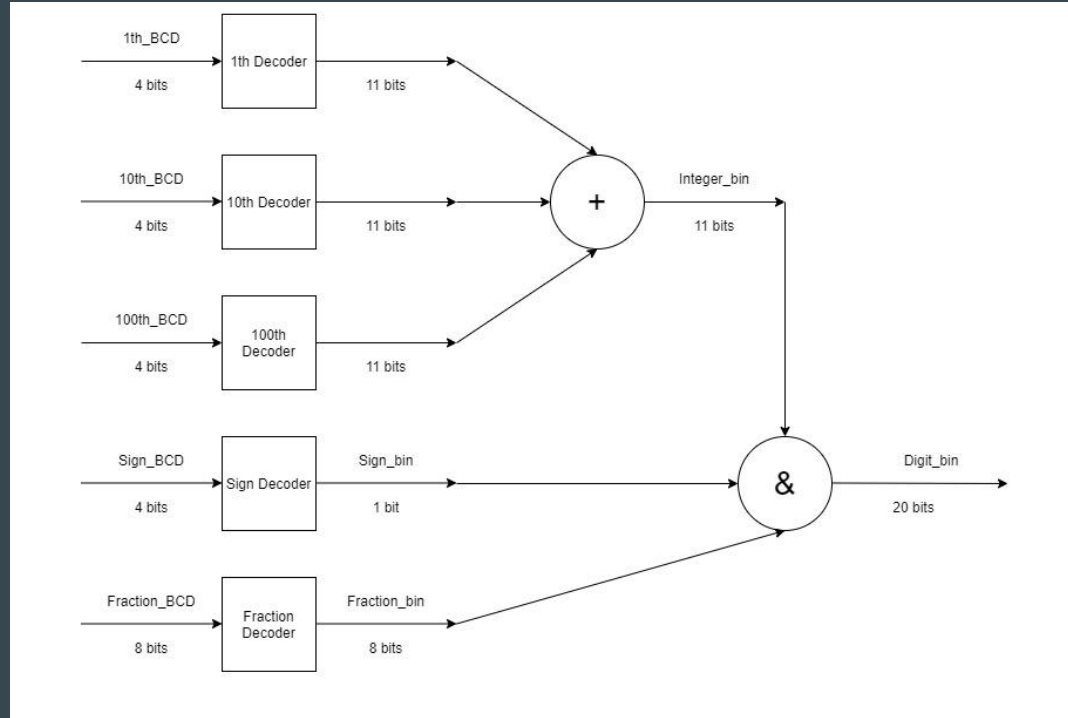 1th_BCD
1th Decoder
4 bits
11 bits
10th_BCD
10th Decoder
4 bits
11 bits
+
Integer_bin
11 bits
100th_BCD
100th
Decoder
4 bits
11 bits
Sign_BCD
Sign Decoder
4 bits
Sign_bin
1 bit
&
Digit_bin
20 bits
Fraction_BCD
Fraction
Decoder
8 bits
Fraction_bin
8 bits